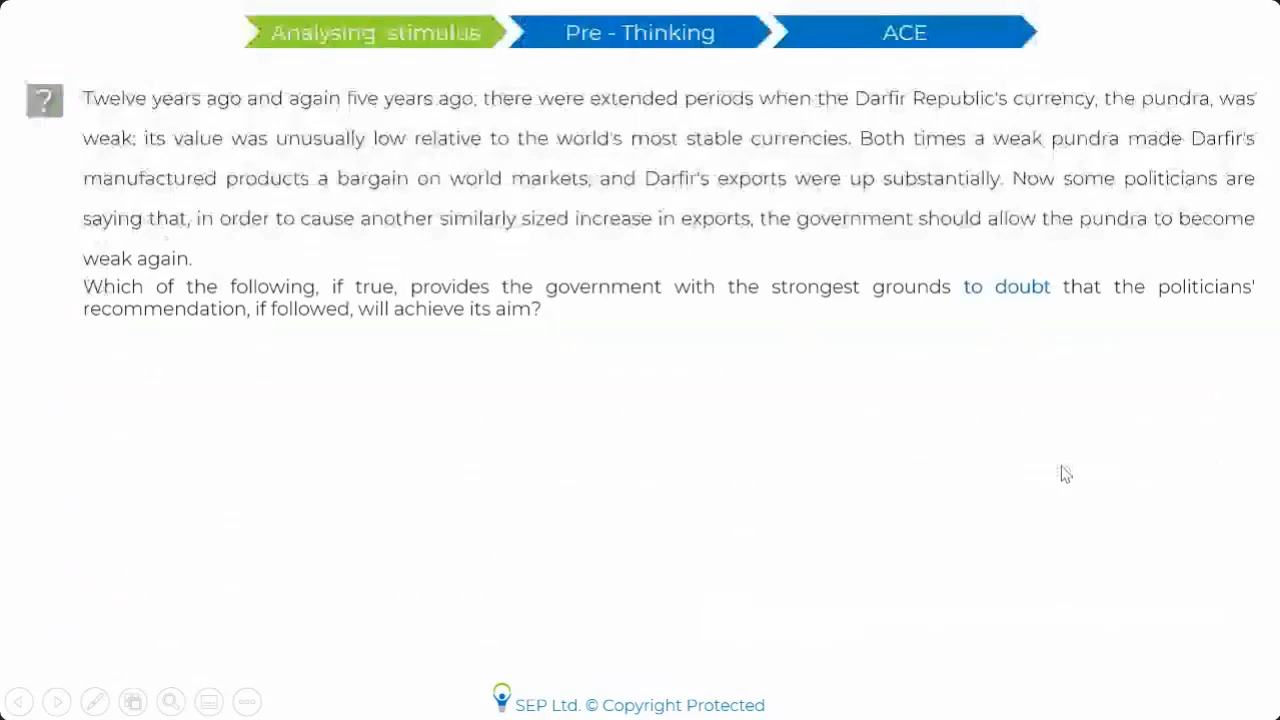 Analysing stimulus
Pre - Thinking
ACE
?
Twelve years ago and again five years ago, there were extended periods when the Darfir Republic's currency, the pundra, was
weak: its value was unusually low relative to the world's most stable currencies. Both times a weak pundra made Darfir's
manufactured products a bargain on world markets, and Darfir's exports were up substantially. Now some politicians are
saying that, in order to cause another similarly sized increase in exports, the government should allow the pundra to become
weak again.
Which of the following, if true, provides the government with the strongest grounds to doubt that the politicians'
recommendation, if followed, will achieve its aim?
SEP Ltd. © Copyright Protected